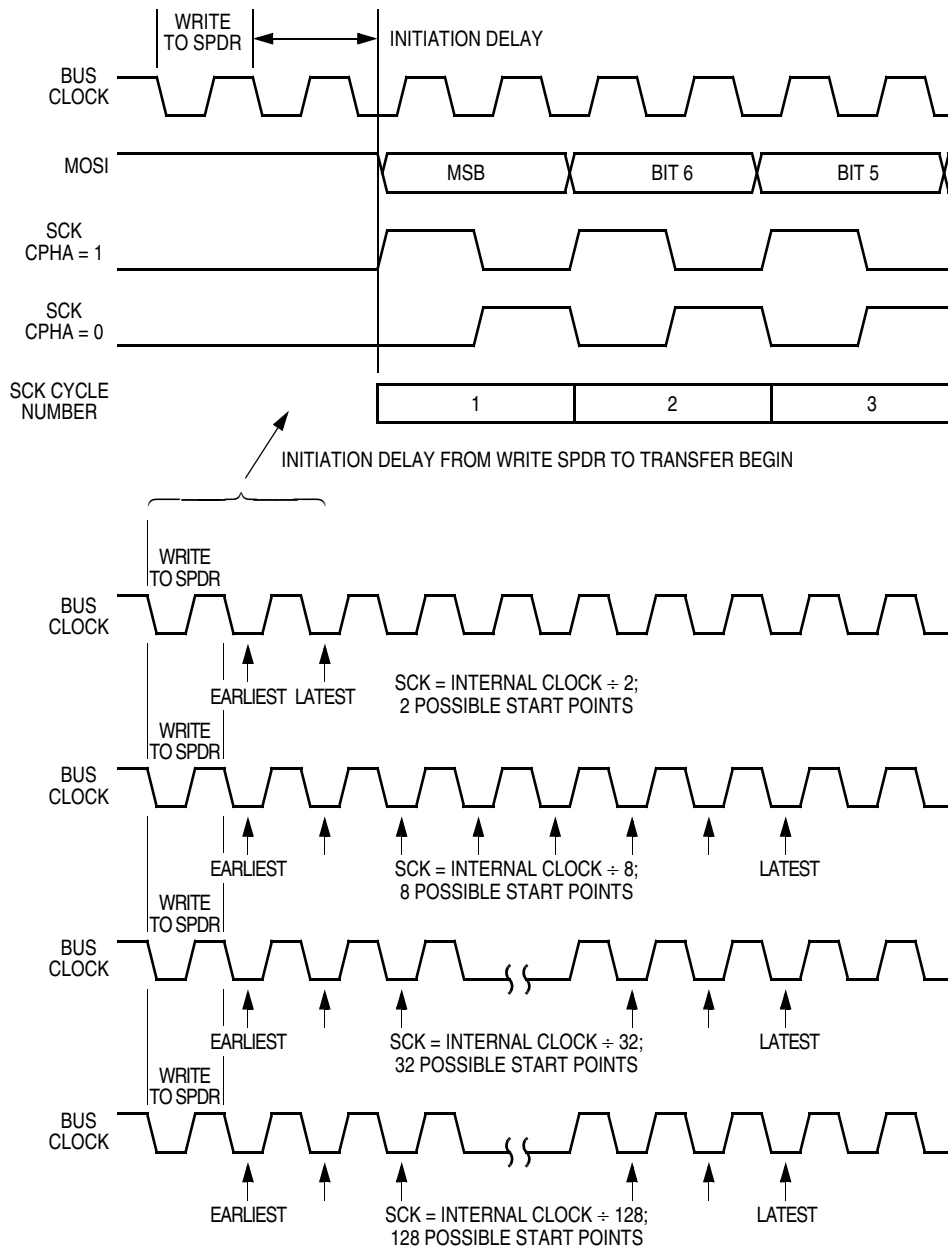 WRITE
TO SPDR
INITIATION DELAY
BUS
CLOCK
MOSI
MSB
BIT 6
BIT 5
SCK
CPHA = 1
SCK
CPHA = 0
SCK CYCLE
NUMBER
1
2
3
INITIATION DELAY FROM WRITE SPDR TO TRANSFER BEGIN
WRITE
TO SPDR
BUS
CLOCK
EARLIEST
LATEST
SCK = INTERNAL CLOCK ÷ 2;
2 POSSIBLE START POINTS
WRITE
TO SPDR
BUS
CLOCK
EARLIEST
SCK = INTERNAL CLOCK ÷ 8;
8 POSSIBLE START POINTS
LATEST
WRITE
TO SPDR
BUS
CLOCK
EARLIEST
SCK = INTERNAL CLOCK ÷ 32;
32 POSSIBLE START POINTS
LATEST
WRITE
TO SPDR
BUS
CLOCK
EARLIEST
SCK = INTERNAL CLOCK ÷ 128;
128 POSSIBLE START POINTS
LATEST